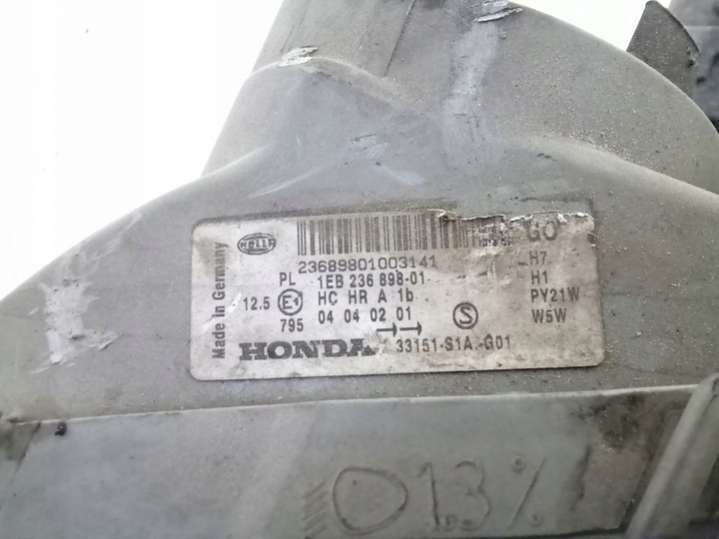 Made in Germany
HELLA
GO
23689801003141
PL 1EB 236 898-01
12.5 E1 HC HR A 1b
795 04 04 02 01
S
HONDA 33151-S1A-G01
H7
H1
PY21W
W5W
013%